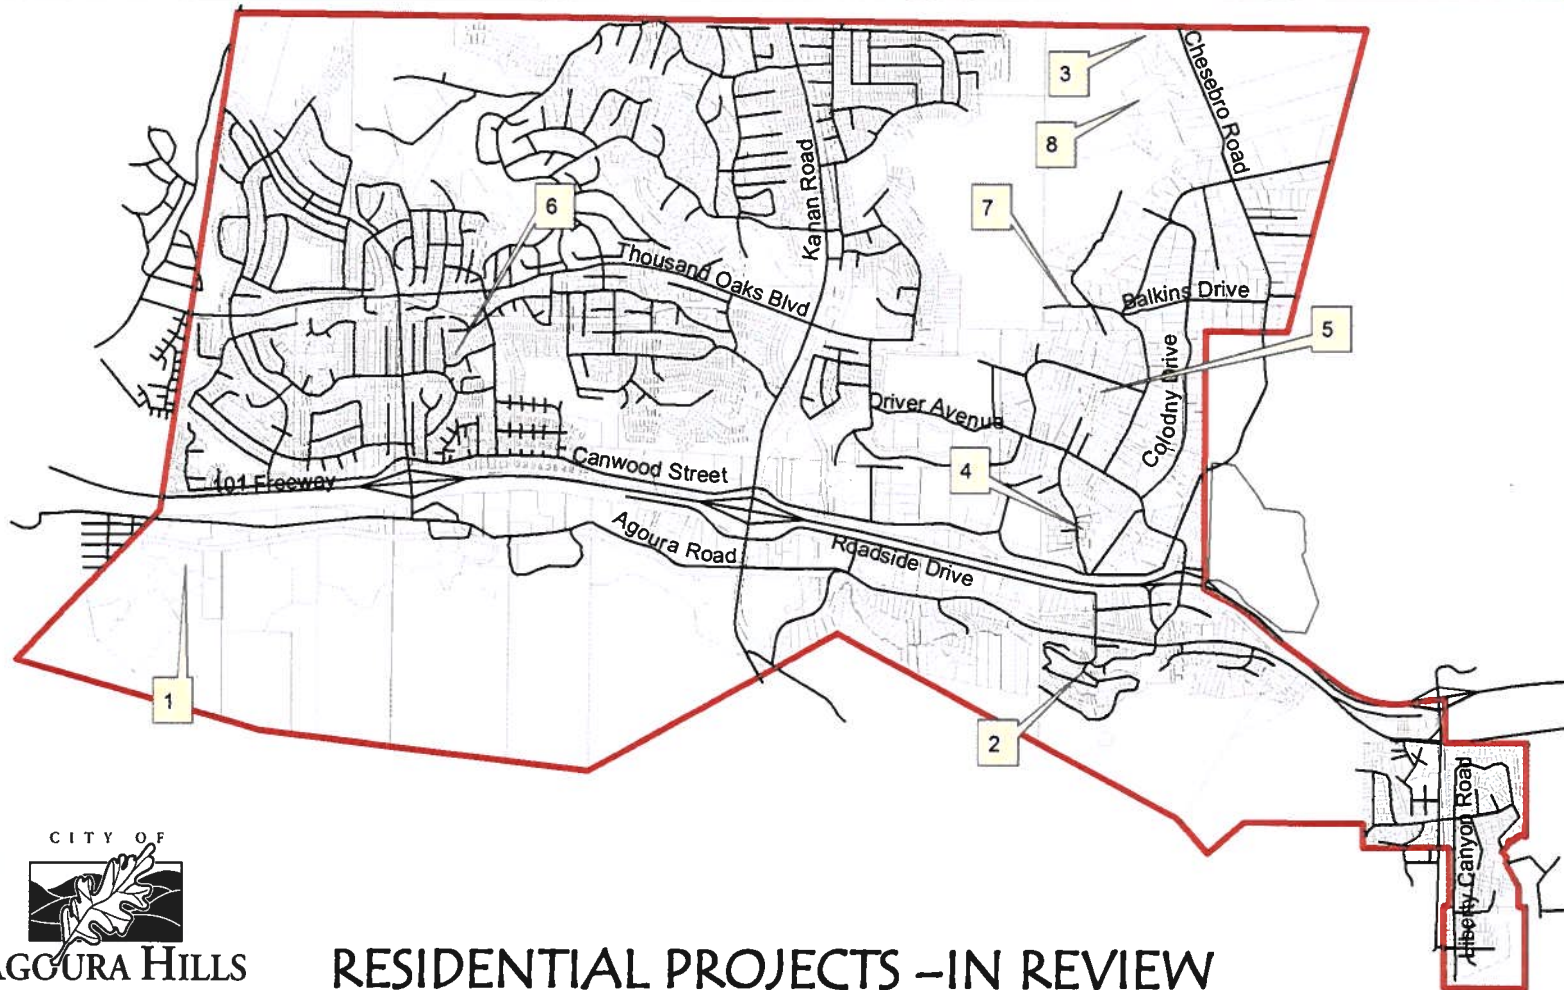 3
Chesebro Road
8
Kanan Road
6
7
Thousand Oaks Blvd
Balkins Drive
5
Colodny Drive
Driver Avenue
4
Canwood Street
101 Freeway
Agoura Road
Roadside Drive
1
2
Liberty Canyon Road
CITY OF
AGOURA HILLS
RESIDENTIAL PROJECTS –IN REVIEW